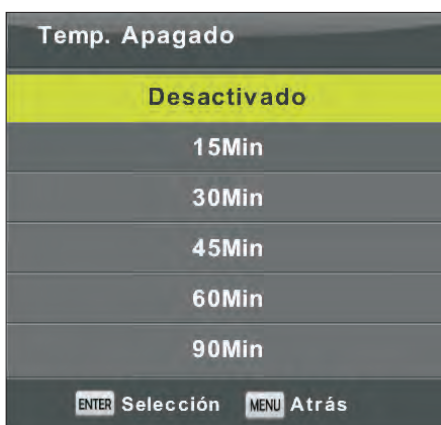 Temp. Apagado
Desactivado
15Min
30Min
45Min
60Min
90Min
ENTER Selección MENU Atrás